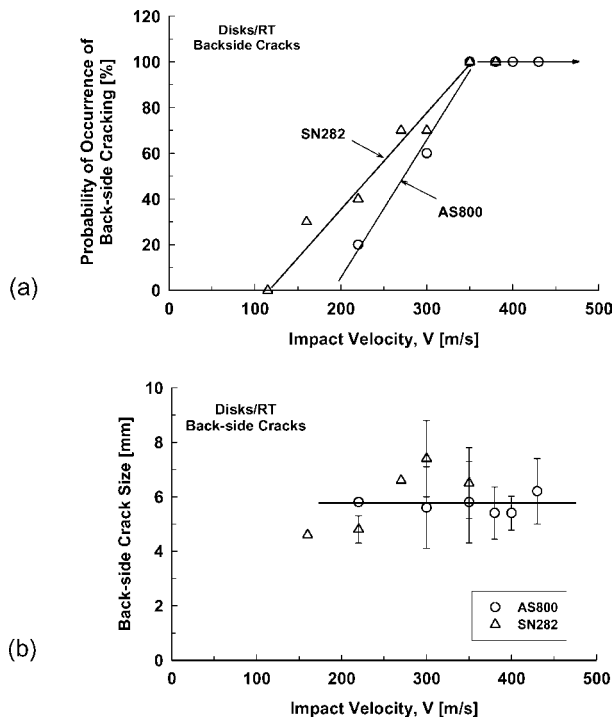 Disks/RT
Backside Cracks
SN282
AS800
Probability of Occurrence of
Back-side Cracking [%]
120
100
80
60
40
20
0
0 100 200 300 400 500
Impact Velocity, V [m/s]
(a)
Disks/RT
Back-side Cracks
Back-side Crack Size [mm]
10
8
6
4
2
0
AS800
SN282
0 100 200 300 400 500
Impact Velocity, V [m/s]
(b)